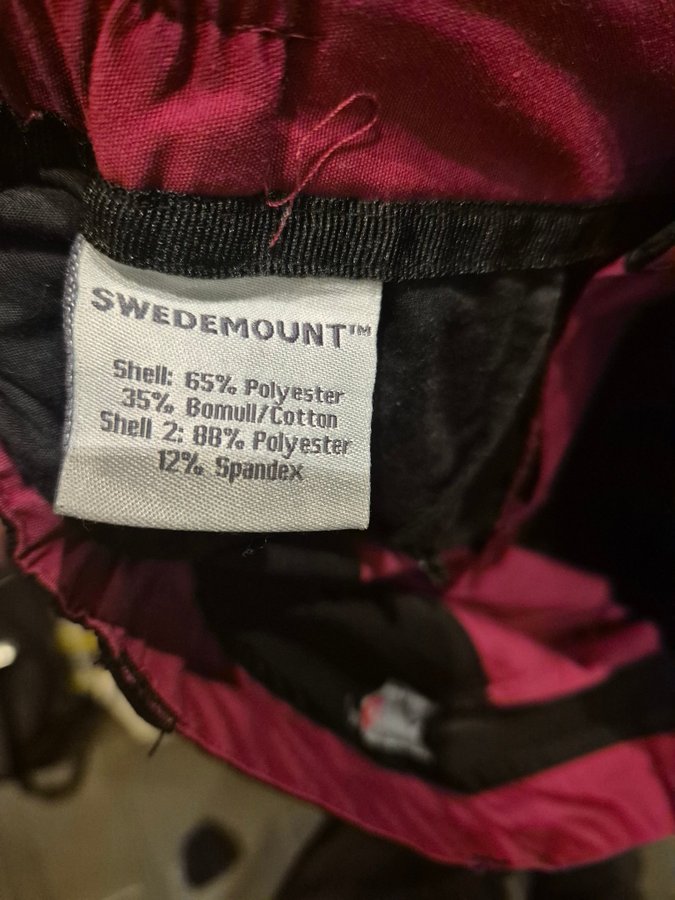 SWEDEMOUNT™
Shell: 65% Polyester
35% Bomull/Cotton
Shell 2: 88% Polyester
12% Spandex